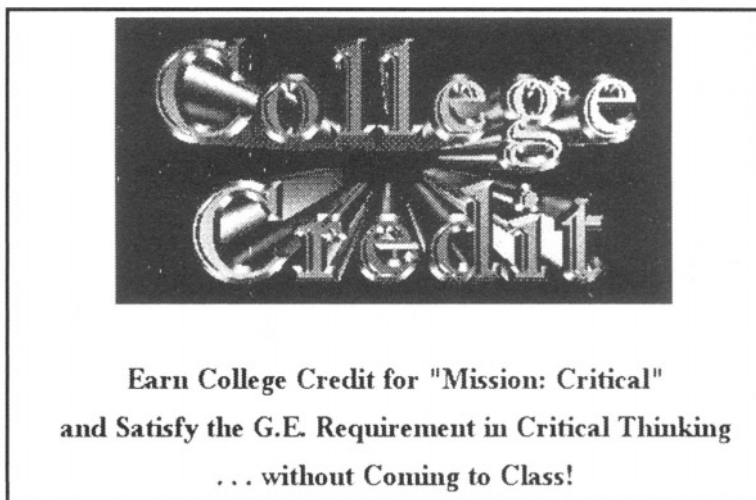 College
Credit
Earn College Credit for "Mission: Critical"
and Satisfy the G.E. Requirement in Critical Thinking
. . . without Coming to Class!